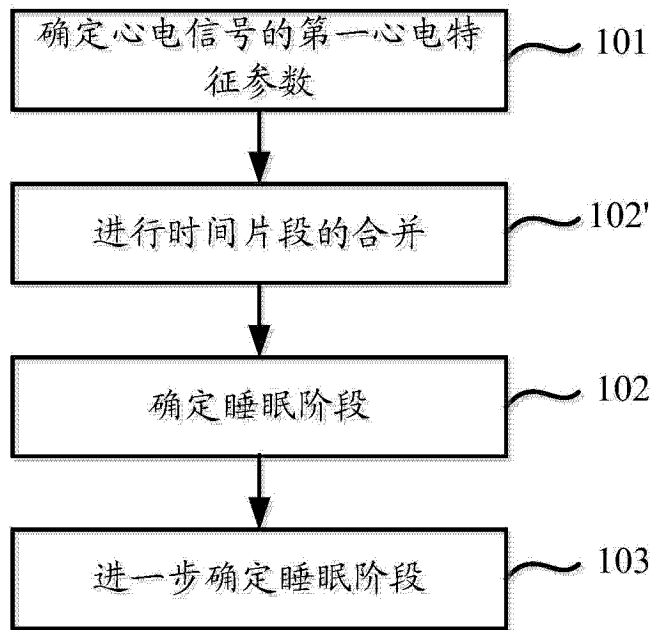 确定心电信号的第一心电特
征参数
101
进行时间片段的合并
102'
确定睡眠阶段
102
进一步确定睡眠阶段
103